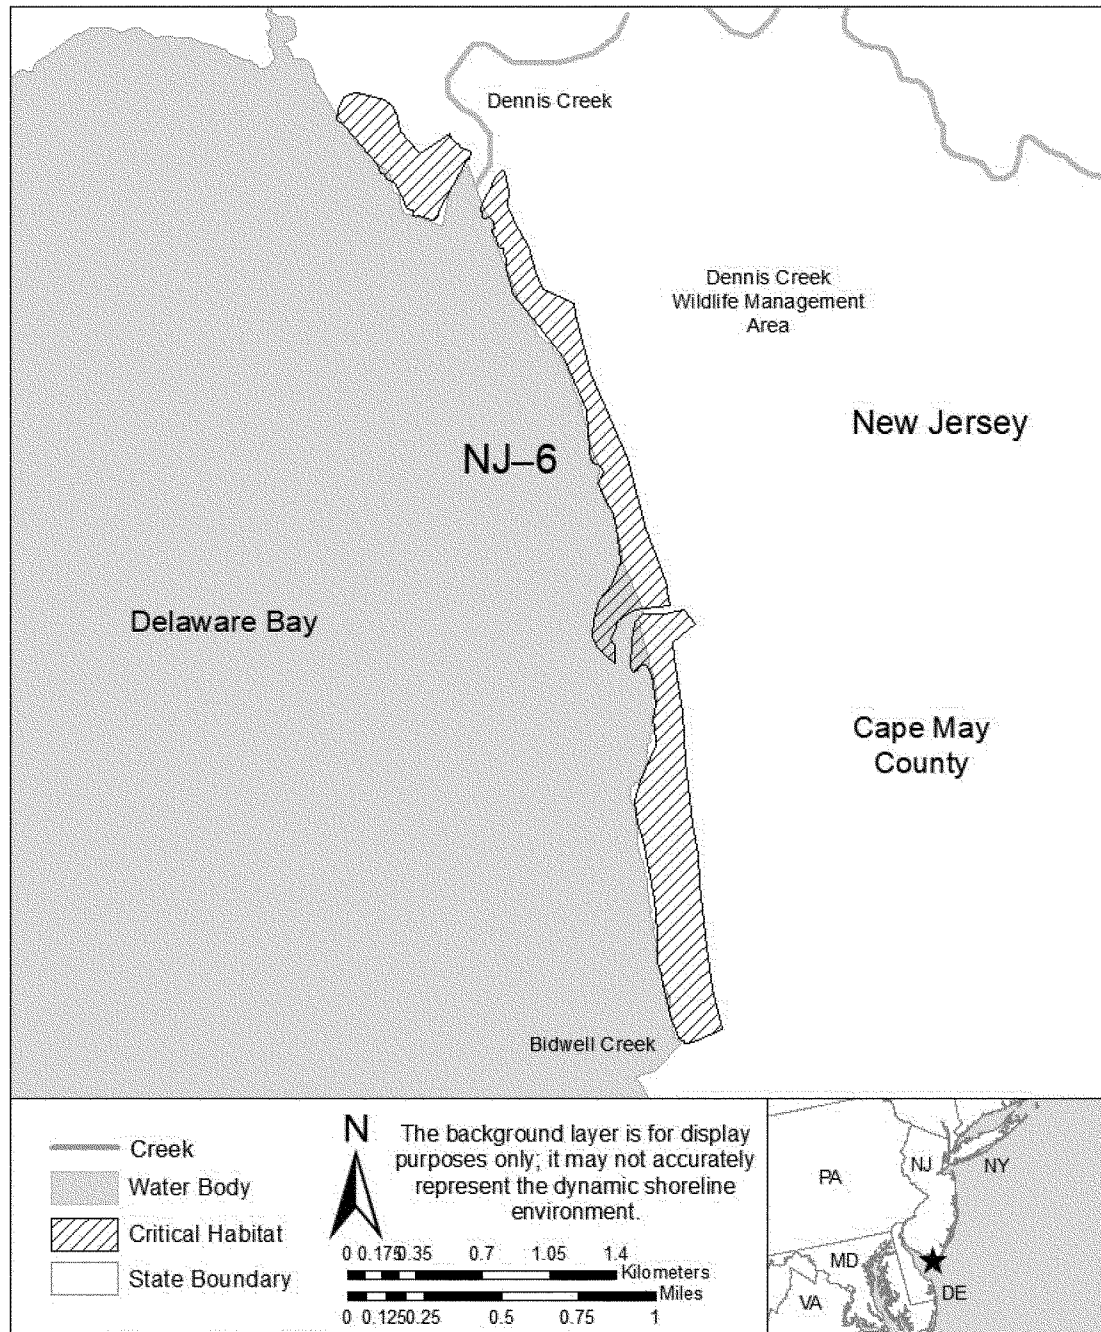 Dennis Creek
Dennis Creek
Wildlife Management
Area
New Jersey
NJ–6
Delaware Bay
Cape May
County
Bidwell Creek
Creek
Water Body
Critical Habitat
State Boundary
N
The background layer is for display
purposes only; it may not accurately
represent the dynamic shoreline
environment.
0 0.175 0.35 0.7 1.05 1.4
Kilometers
Miles
0 0.125 0.25 0.5 0.75 1
PA
NJ
NY
MD
DE
VA